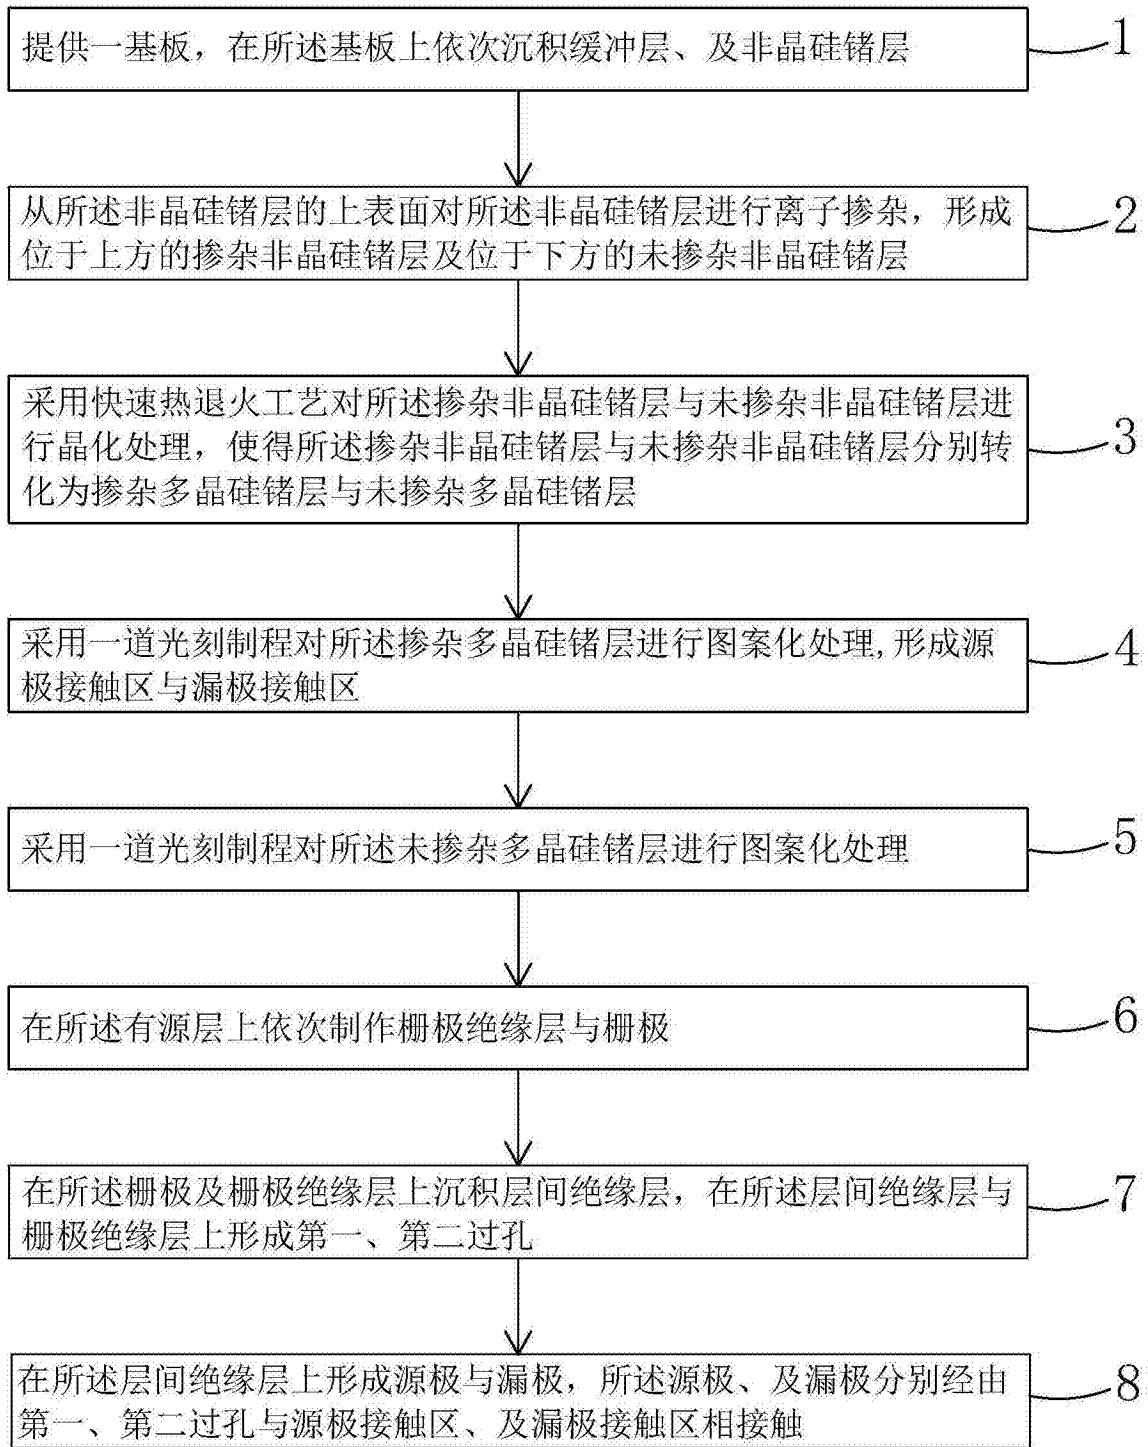 提供一基板，在所述基板上依次沉积缓冲层、及非晶硅锗层
1
从所述非晶硅锗层的上表面对所述非晶硅锗层进行离子掺杂，形成
位于上方的掺杂非晶硅锗层及位于下方的未掺杂非晶硅锗层
2
采用快速热退火工艺对所述掺杂非晶硅锗层与未掺杂非晶硅锗层进
行晶化处理，使得所述掺杂非晶硅锗层与未掺杂非晶硅锗层分别转
化为掺杂多晶硅锗层与未掺杂多晶硅锗层
3
采用一道光刻制程对所述掺杂多晶硅锗层进行图案化处理,形成源
极接触区与漏极接触区
4
采用一道光刻制程对所述未掺杂多晶硅锗层进行图案化处理
5
在所述有源层上依次制作栅极绝缘层与栅极
6
在所述栅极及栅极绝缘层上沉积层间绝缘层，在所述层间绝缘层与
栅极绝缘层上形成第一、第二过孔
7
在所述层间绝缘层上形成源极与漏极，所述源极、及漏极分别经由
第一、第二过孔与源极接触区、及漏极接触区相接触
8